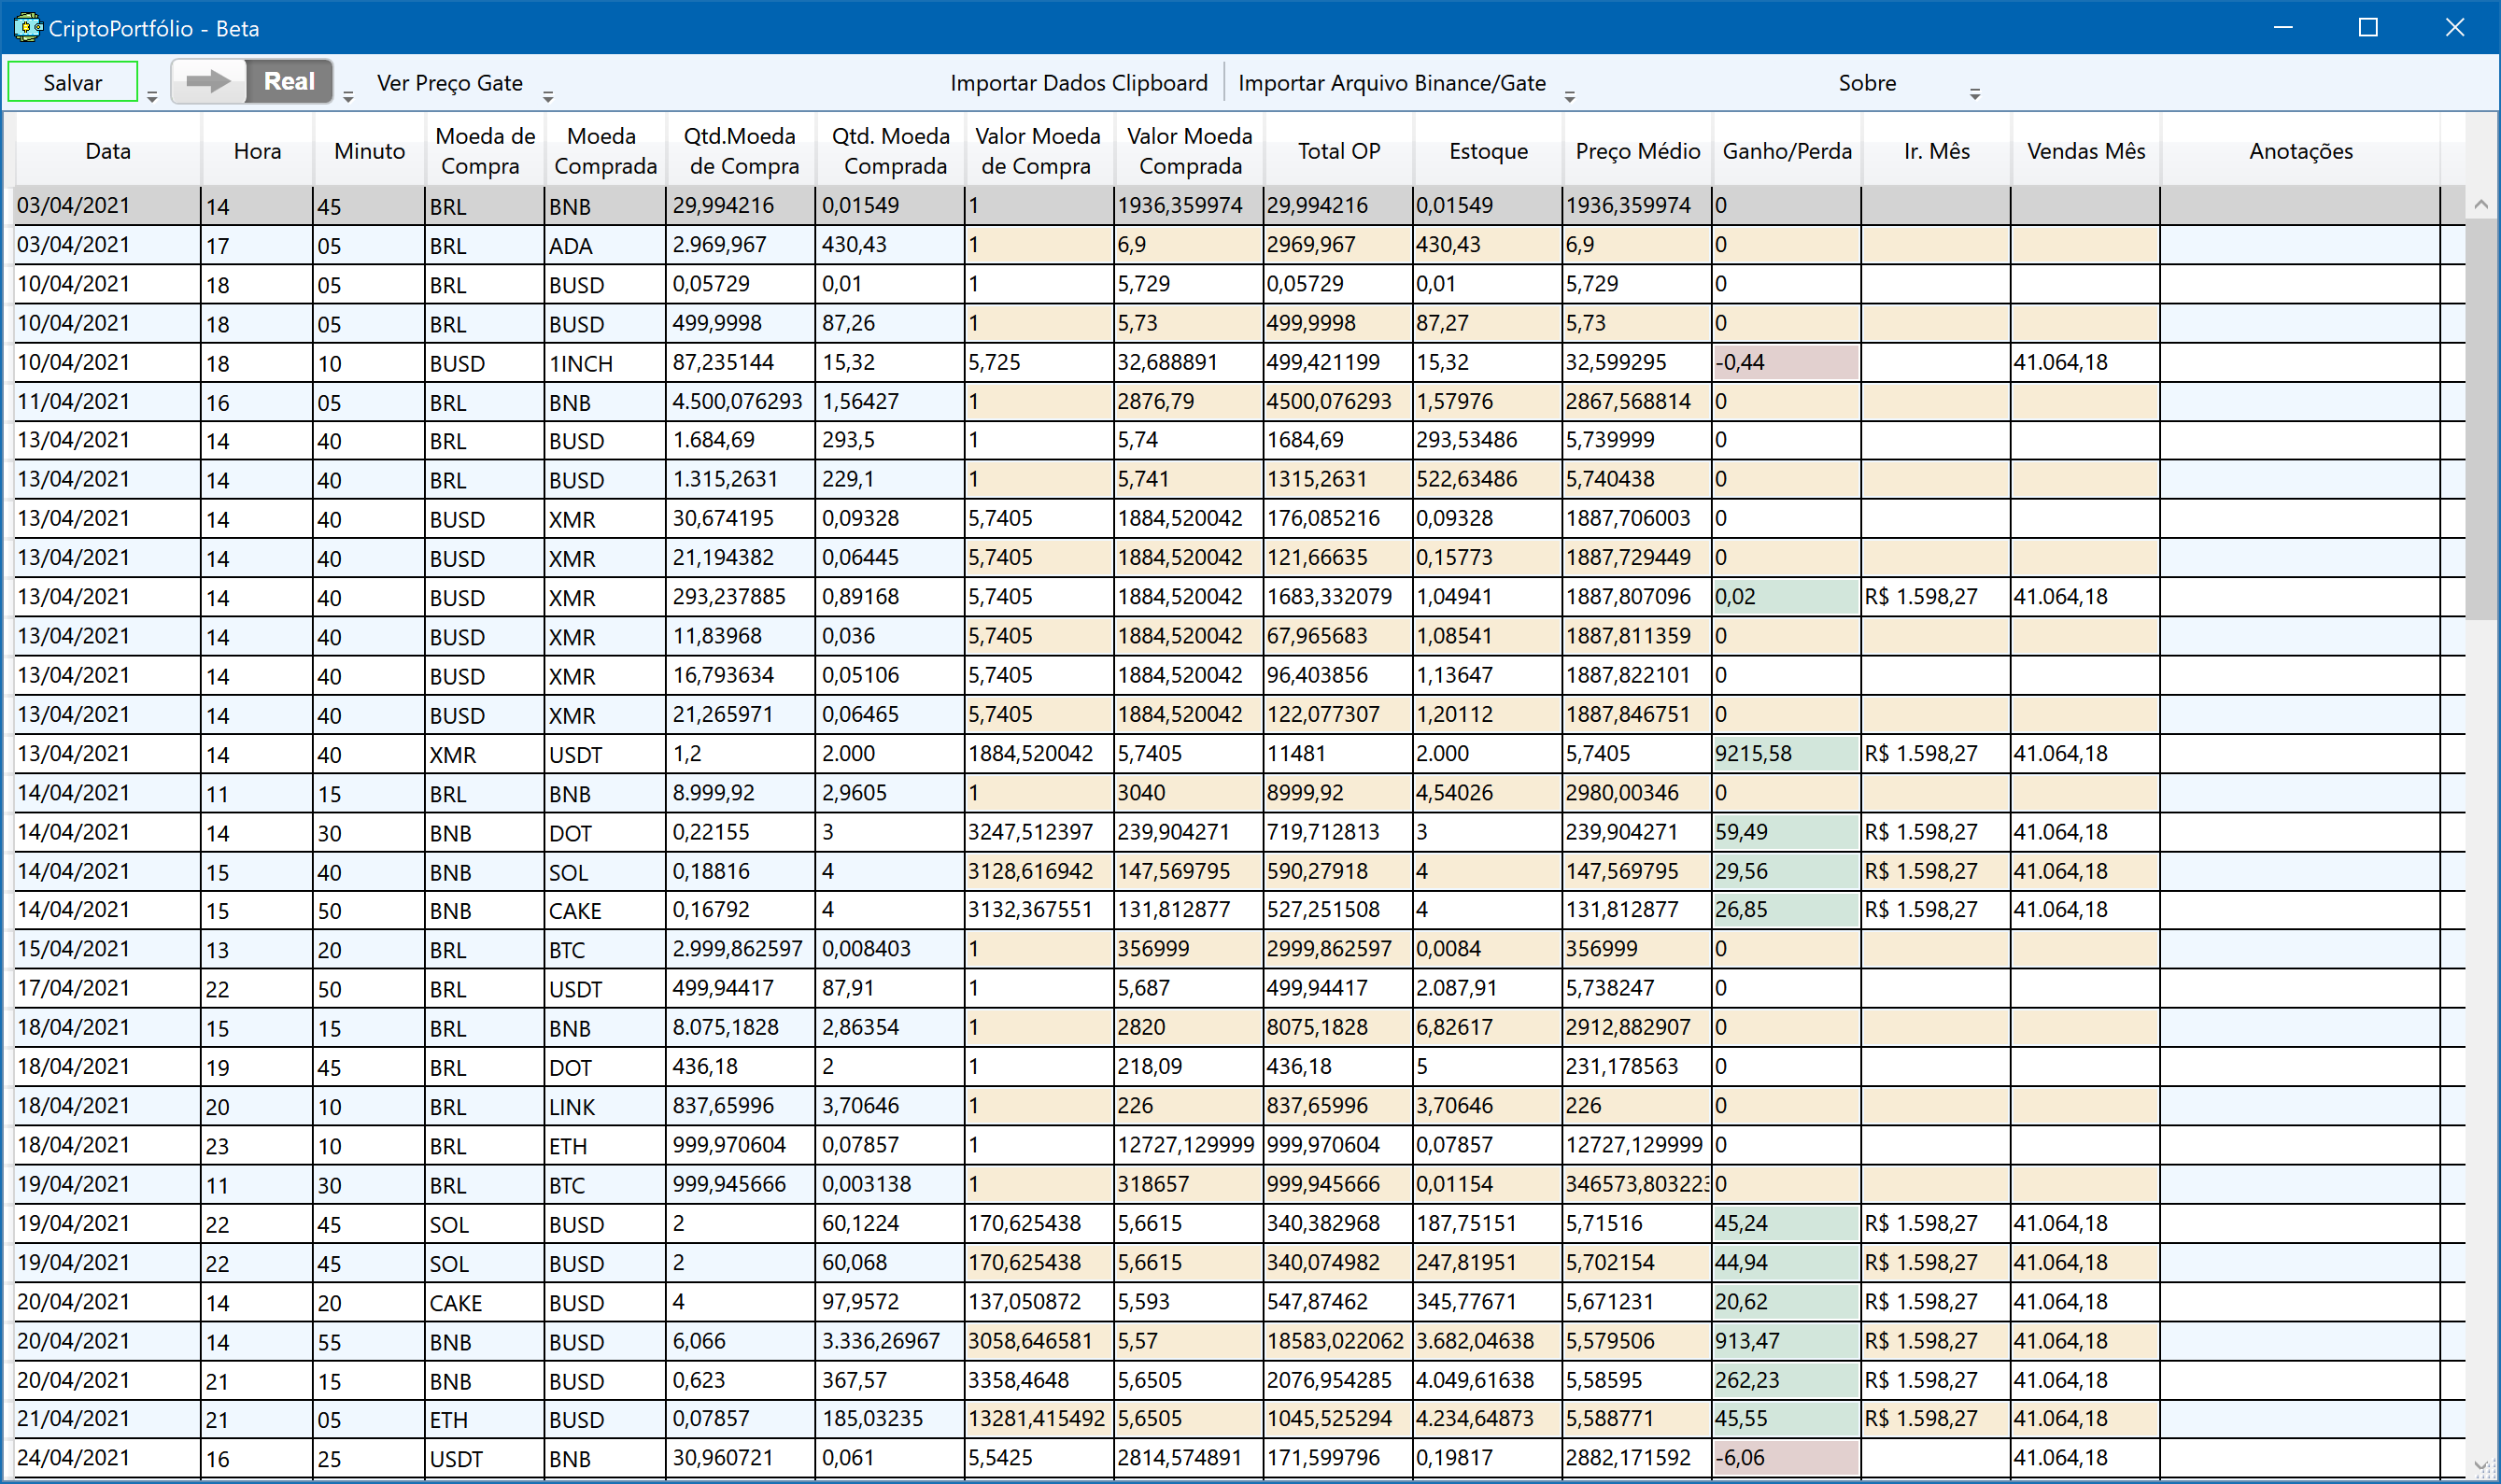 CriptoPortfólio - Beta
Salvar Real Ver Preço Gate Importar Dados Clipboard Importar Arquivo Binance/Gate Sobre
Data Hora Minuto Moeda de Compra Moeda Comprada Qtd.Moeda de Compra Qtd. Moeda Comprada Valor Moeda de Compra Valor Moeda Comprada Total OP Estoque Preço Médio Ganho/Perda Ir. Mês Vendas Mês Anotações
03/04/2021 14 45 BRL BNB 29,994216 0,01549 1 1936,359974 29,994216 0,01549 1936,359974 0
03/04/2021 17 05 BRL ADA 2.969,967 430,43 1 6,9 2969,967 430,43 6,9 0
10/04/2021 18 05 BRL BUSD 0,05729 0,01 1 5,729 0,05729 0,01 5,729 0
10/04/2021 18 05 BRL BUSD 499,9998 87,26 1 5,73 499,9998 87,27 5,73 0
10/04/2021 18 10 BUSD 1INCH 87,235144 15,32 5,725 32,688891 499,421199 15,32 32,599295 -0,44 41.064,18
11/04/2021 16 05 BRL BNB 4.500,076293 1,56427 1 2876,79 4500,076293 1,57976 2867,568814 0
13/04/2021 14 40 BRL BUSD 1.684,69 293,5 1 5,74 1684,69 293,53486 5,739999 0
13/04/2021 14 40 BRL BUSD 1.315,2631 229,1 1 5,741 1315,2631 522,63486 5,740438 0
13/04/2021 14 40 BUSD XMR 30,674195 0,09328 5,7405 1884,520042 176,085216 0,09328 1887,706003 0
13/04/2021 14 40 BUSD XMR 21,194382 0,06445 5,7405 1884,520042 121,66635 0,15773 1887,729449 0
13/04/2021 14 40 BUSD XMR 293,237885 0,89168 5,7405 1884,520042 1683,332079 1,04941 1887,807096 0,02 R$ 1.598,27 41.064,18
13/04/2021 14 40 BUSD XMR 11,83968 0,036 5,7405 1884,520042 67,965683 1,08541 1887,811359 0
13/04/2021 14 40 BUSD XMR 16,793634 0,05106 5,7405 1884,520042 96,403856 1,13647 1887,822101 0
13/04/2021 14 40 BUSD XMR 21,265971 0,06465 5,7405 1884,520042 122,077307 1,20112 1887,846751 0
13/04/2021 14 40 XMR USDT 1,2 2.000 1884,520042 5,7405 11481 2.000 5,7405 9215,58 R$ 1.598,27 41.064,18
14/04/2021 11 15 BRL BNB 8.999,92 2,9605 1 3040 8999,92 4,54026 2980,00346 0
14/04/2021 14 30 BNB DOT 0,22155 3 3247,512397 239,904271 719,712813 3 239,904271 59,49 R$ 1.598,27 41.064,18
14/04/2021 15 40 BNB SOL 0,18816 4 3128,616942 147,569795 590,27918 4 147,569795 29,56 R$ 1.598,27 41.064,18
14/04/2021 15 50 BNB CAKE 0,16792 4 3132,367551 131,812877 527,251508 4 131,812877 26,85 R$ 1.598,27 41.064,18
15/04/2021 13 20 BRL BTC 2.999,862597 0,008403 1 356999 2999,862597 0,0084 356999 0
17/04/2021 22 50 BRL USDT 499,94417 87,91 1 5,687 499,94417 2.087,91 5,738247 0
18/04/2021 15 15 BRL BNB 8.075,1828 2,86354 1 2820 8075,1828 6,82617 2912,882907 0
18/04/2021 19 45 BRL DOT 436,18 2 1 218,09 436,18 5 231,178563 0
18/04/2021 20 10 BRL LINK 837,65996 3,70646 1 226 837,65996 3,70646 226 0
18/04/2021 23 10 BRL ETH 999,970604 0,07857 1 12727,129999 999,970604 0,07857 12727,129999 0
19/04/2021 11 30 BRL BTC 999,945666 0,003138 1 318657 999,945666 0,01154 346573,803223 0
19/04/2021 22 45 SOL BUSD 2 60,1224 170,625438 5,6615 340,382968 187,75151 5,71516 45,24 R$ 1.598,27 41.064,18
19/04/2021 22 45 SOL BUSD 2 60,068 170,625438 5,6615 340,074982 247,81951 5,702154 44,94 R$ 1.598,27 41.064,18
20/04/2021 14 20 CAKE BUSD 4 97,9572 137,050872 5,593 547,87462 345,77671 5,671231 20,62 R$ 1.598,27 41.064,18
20/04/2021 14 55 BNB BUSD 6,066 3.336,26967 3058,646581 5,57 18583,022062 3.682,04638 5,579506 913,47 R$ 1.598,27 41.064,18
20/04/2021 21 15 BNB BUSD 0,623 367,57 3358,4648 5,6505 2076,954285 4.049,61638 5,58595 262,23 R$ 1.598,27 41.064,18
21/04/2021 21 05 ETH BUSD 0,07857 185,03235 13281,415492 5,6505 1045,525294 4.234,64873 5,588771 45,55 R$ 1.598,27 41.064,18
24/04/2021 16 25 USDT BNB 30,960721 0,061 5,5425 2814,574891 171,599796 0,19817 2882,171592 -6,06 41.064,18